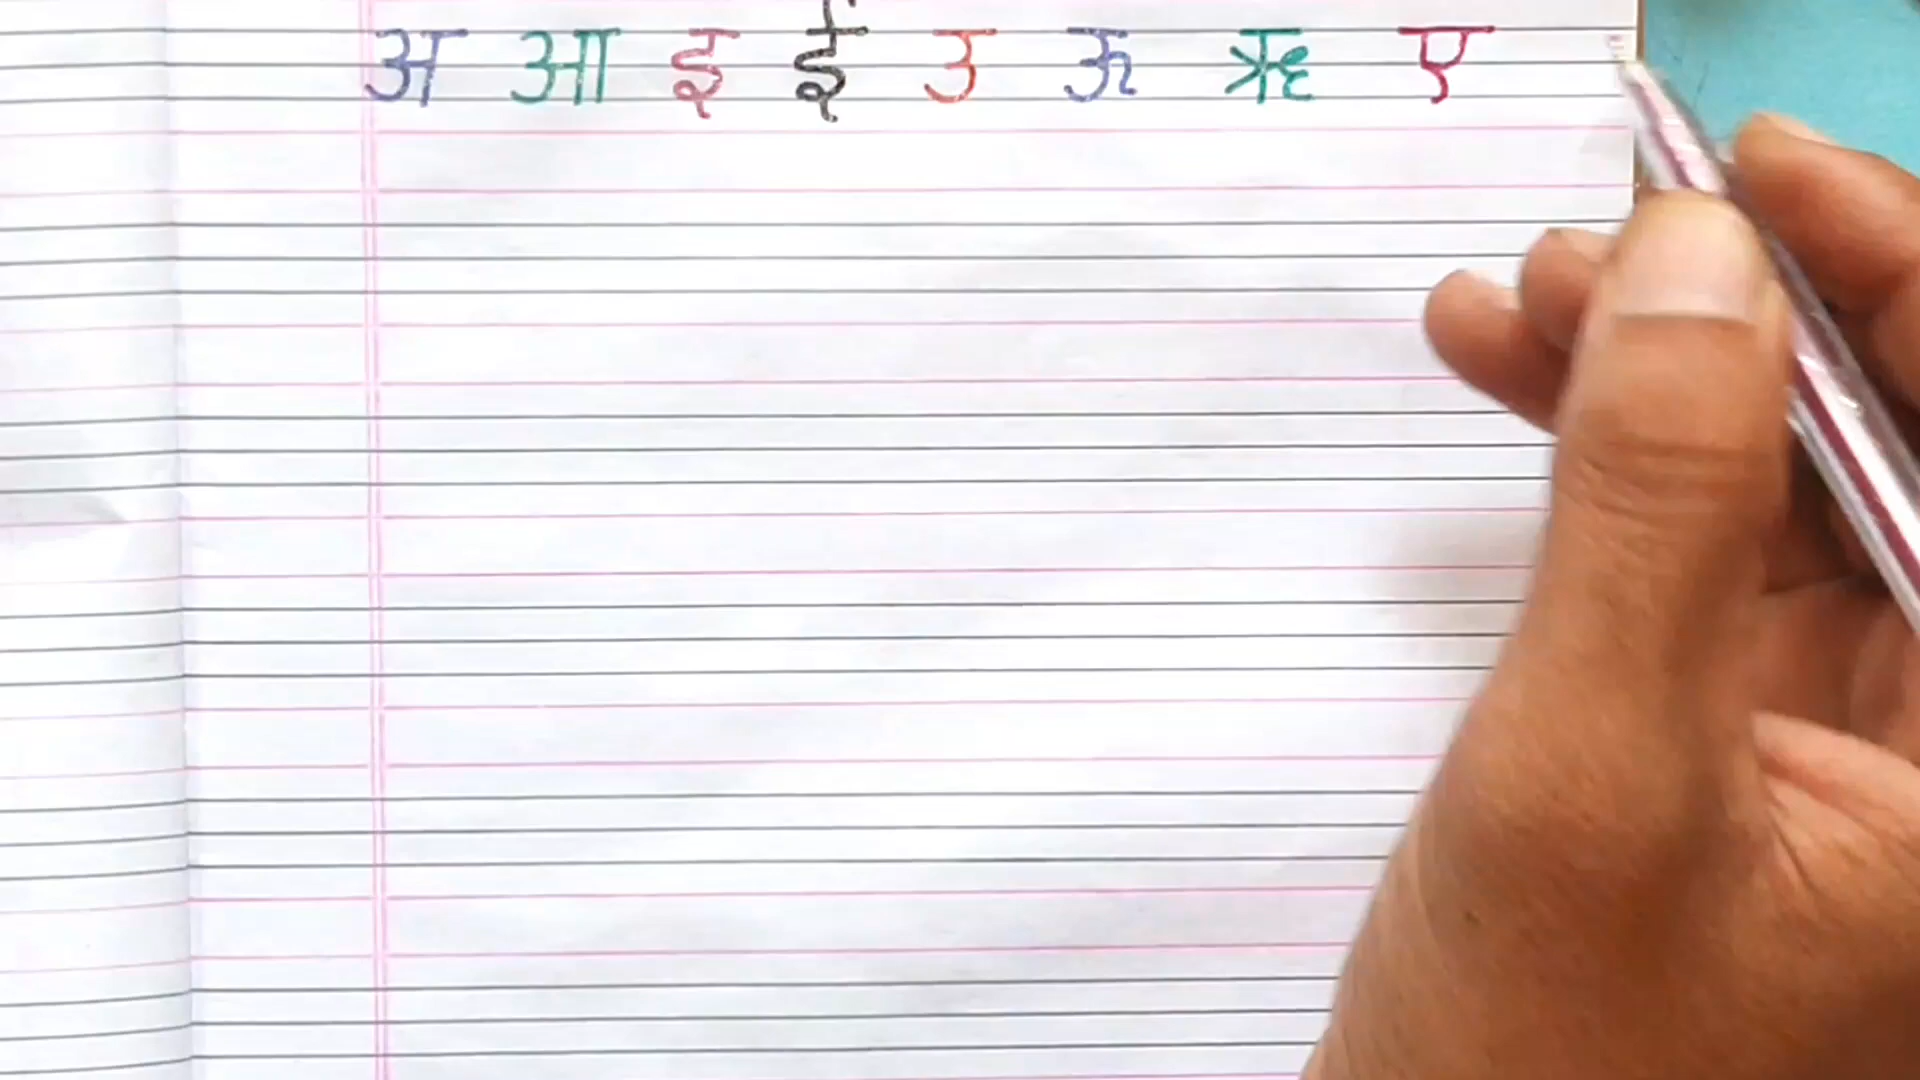 अ आ इ ई उ ऊ ऋ ए